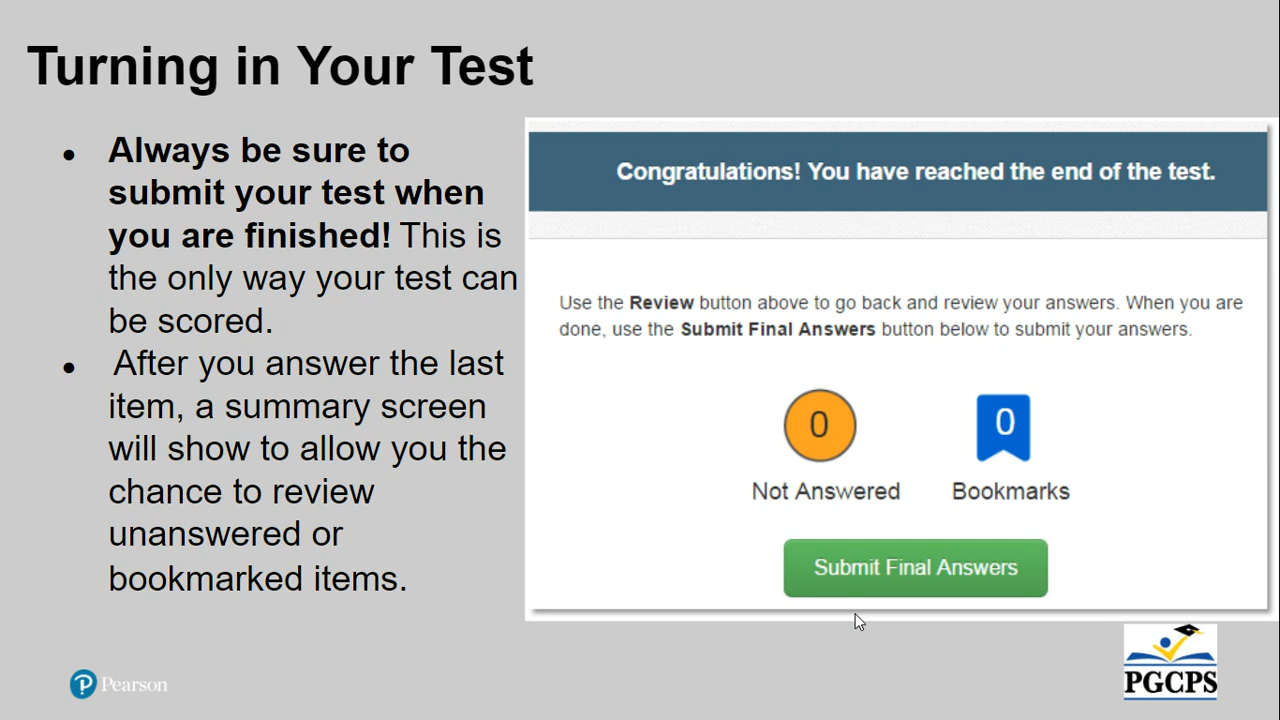 Turning in Your Test
● Always be sure to
submit your test when
you are finished! This is
the only way your test can
be scored.
● After you answer the last
item, a summary screen
will show to allow you the
chance to review
unanswered or
bookmarked items.
Congratulations! You have reached the end of the test.
Use the Review button above to go back and review your answers. When you are
done, use the Submit Final Answers button below to submit your answers.
0 0
Not Answered Bookmarks
Submit Final Answers
P Pearson
PGCPS